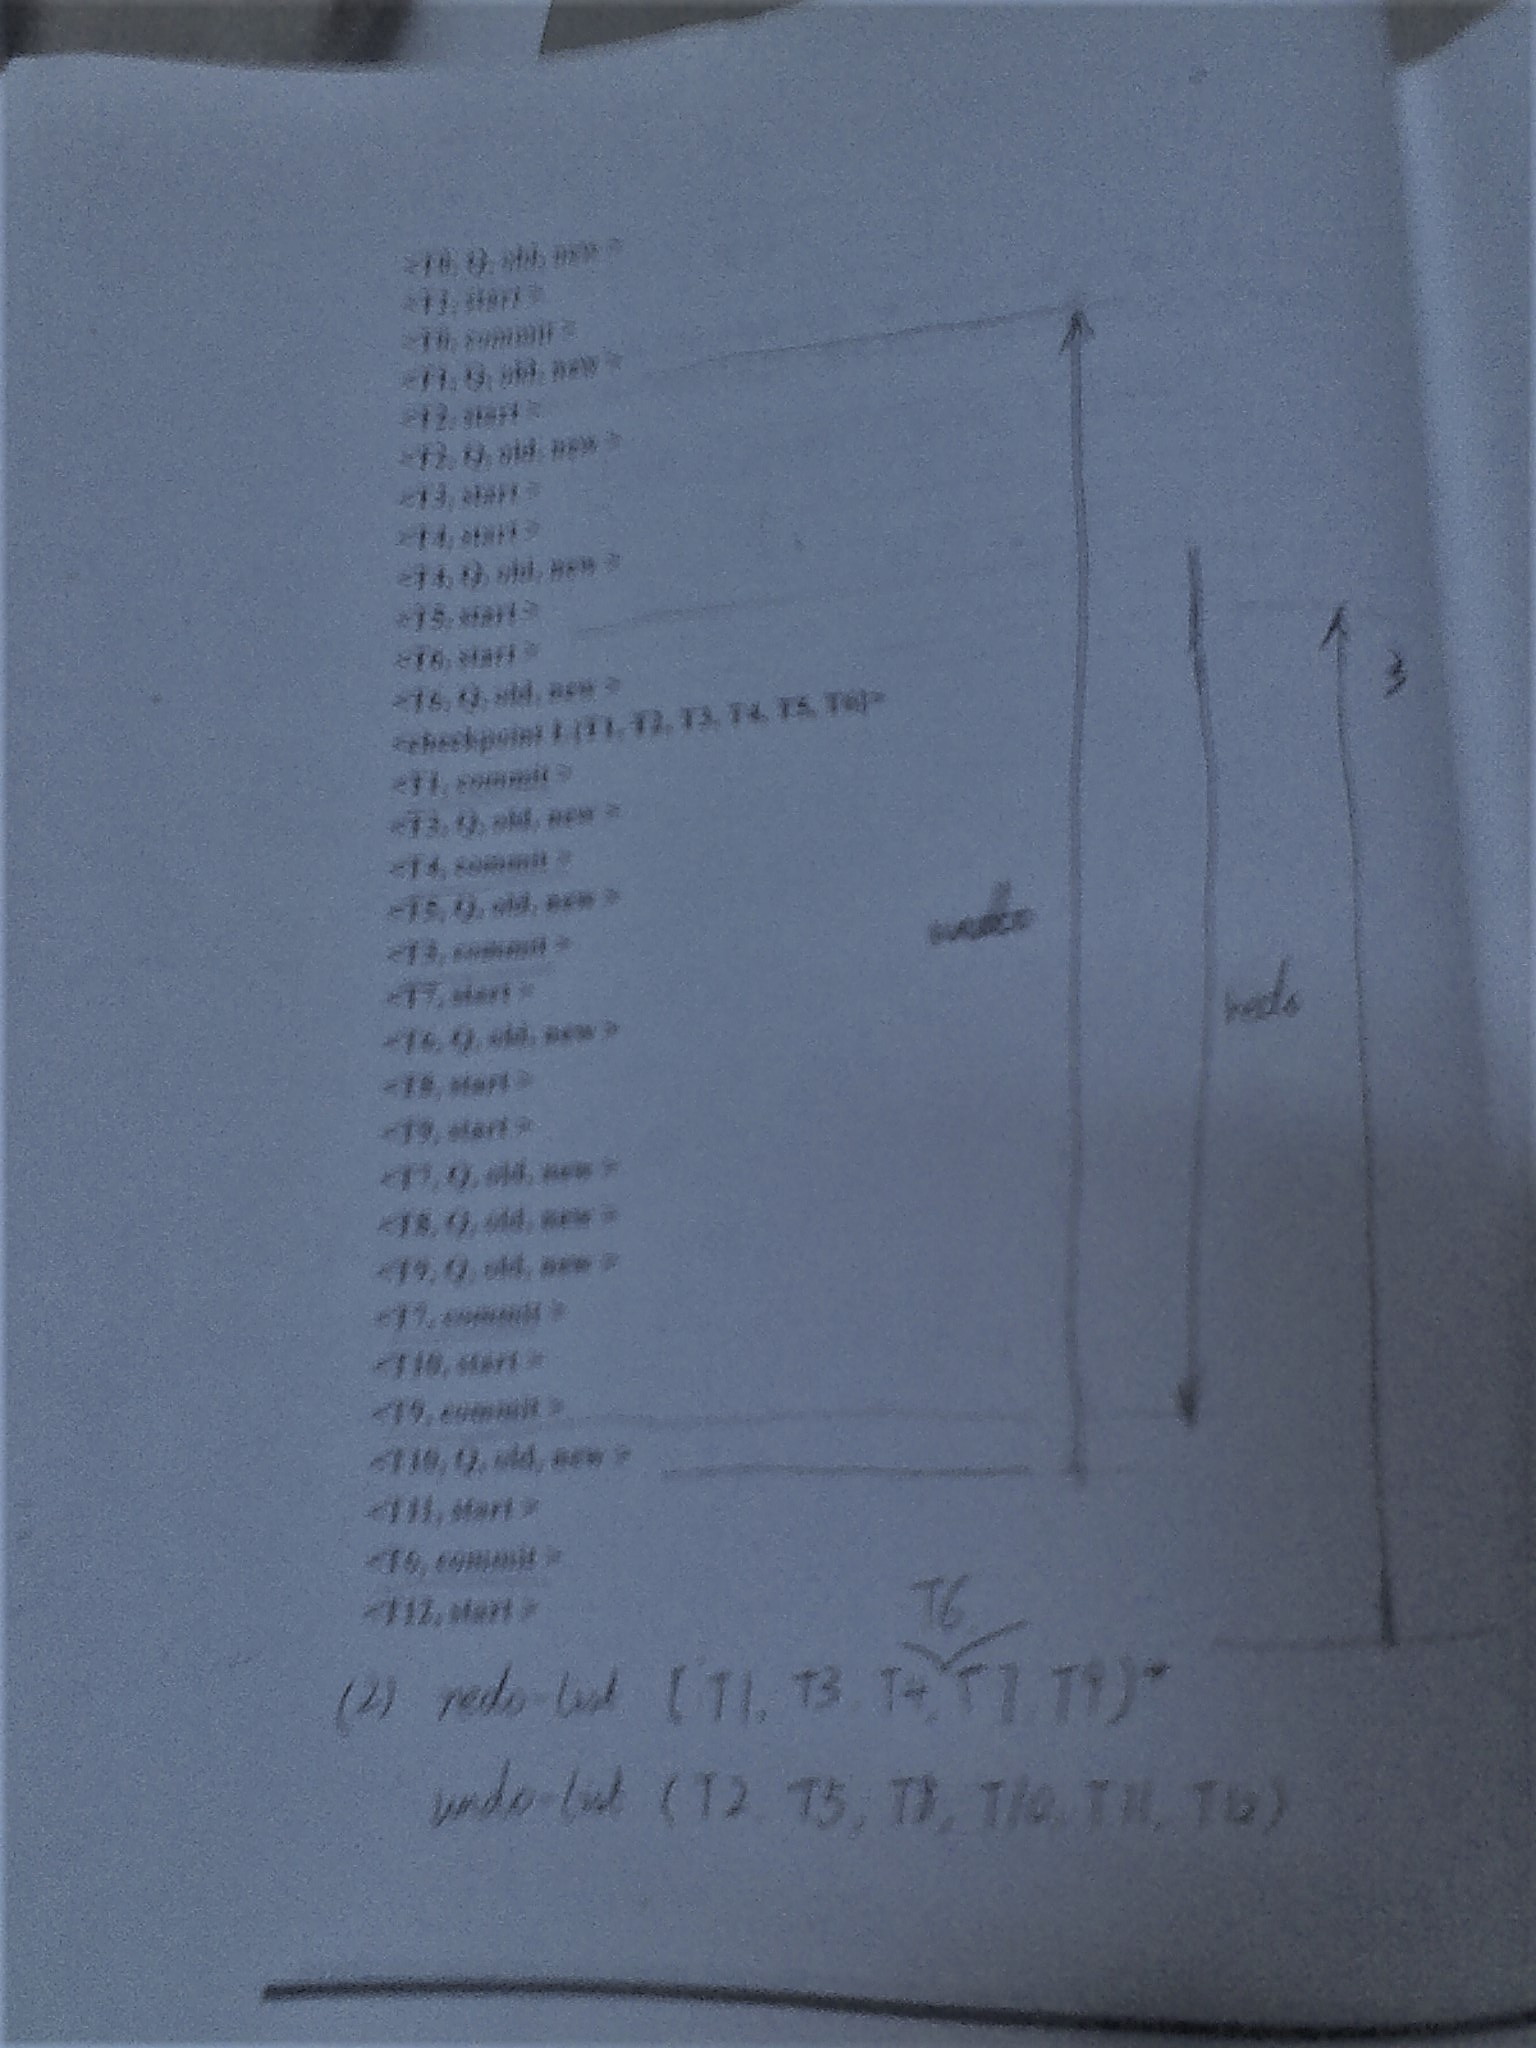 <T0, Q, old, new >
<T1, start >
<T0, commit >
<T1, Q, old, new >
<T2, start >
<T2, Q, old, new >
<T3, start >
<T4, start >
<T4, Q, old, new >
<T5, start >
<T6, start >
<T6, Q, old, new >
<checkpoint L {T1, T2, T3, T4, T5, T6}>
<T1, commit >
<T3, Q, old, new >
<T4, commit >
<T5, Q, old, new >
<T3, commit >
<T7, start >
<T6, Q, old, new >
<T8, start >
<T9, start >
<T7, Q, old, new >
<T8, Q, old, new >
<T9, Q, old, new >
<T7, commit >
<T10, start >
<T9, commit >
<T10, Q, old, new >
<T11, start >
<T6, commit >
<T12, start >
undo
redo
3
T6
(2) redo-list (T1, T3. T4, T7 T9)
undo-list (T2. T5, T8, T10. T11, T12)